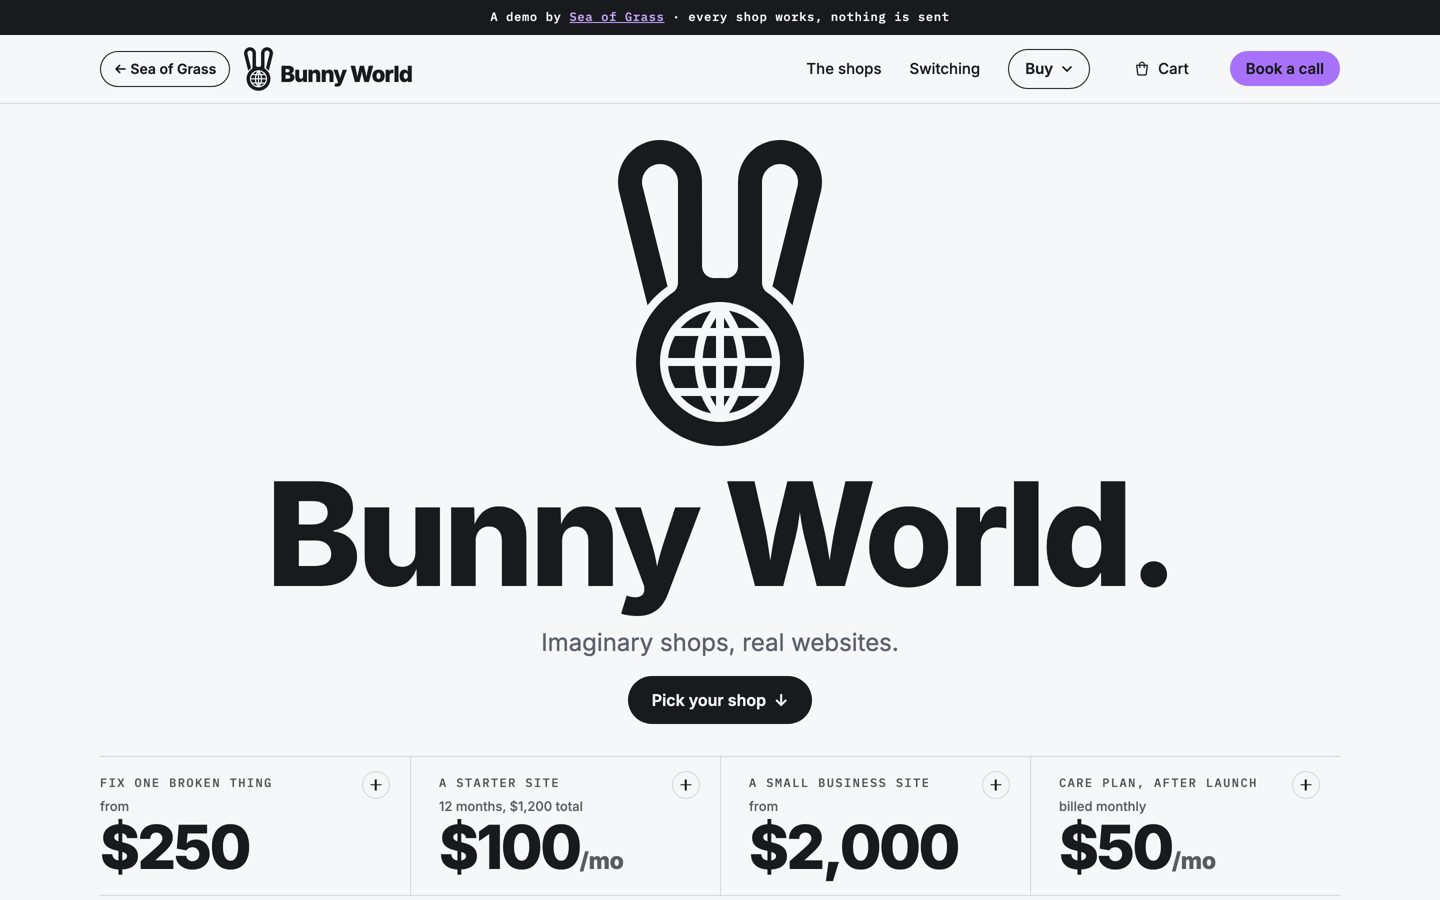 A demo by Sea of Grass · every shop works, nothing is sent
← Sea of Grass
Bunny World
The shops
Switching
Buy
Cart
Book a call
Bunny World.
Imaginary shops, real websites.
Pick your shop ↓
FIX ONE BROKEN THING
from
$250
A STARTER SITE
12 months, $1,200 total
$100/mo
A SMALL BUSINESS SITE
from
$2,000
CARE PLAN, AFTER LAUNCH
billed monthly
$50/mo